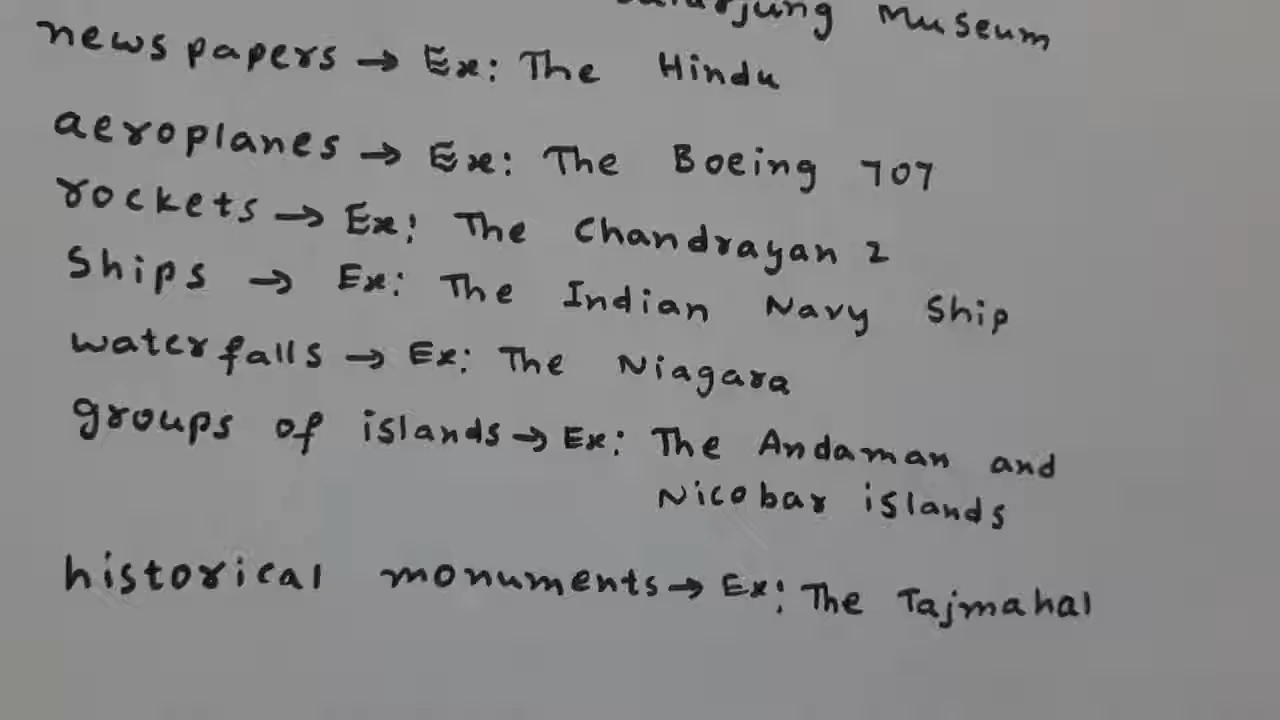 Museum
newspapers → Ex: The Hindu
aeroplanes → Ex: The Boeing 707
rockets → Ex: The Chandrayan 2
Ships → Ex: The Indian Navy Ship
waterfalls → Ex: The Niagara
groups of islands → Ex: The Andaman and
Nicobar islands
historical monuments → Ex: The Tajmahal